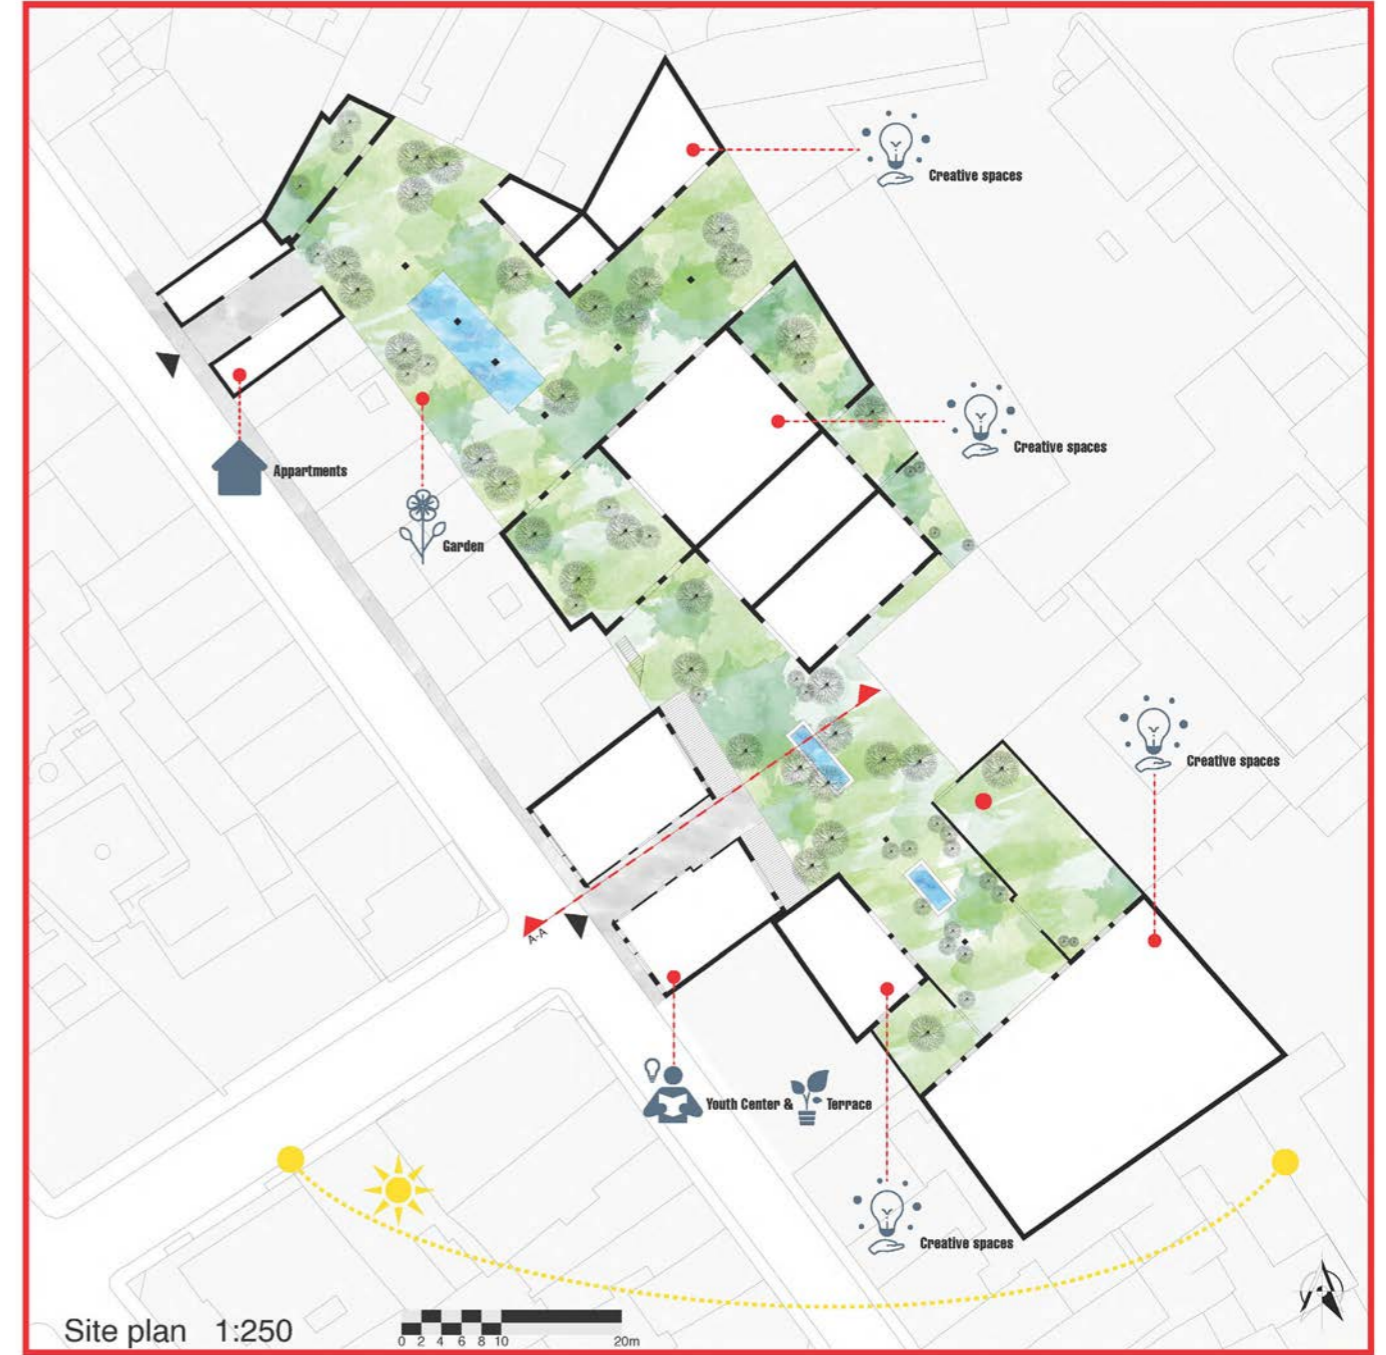 Creative spaces
Creative spaces
Appartments
Garden
Creative spaces
A-A
Youth Center & Terrace
Creative spaces
Site plan 1:250
0 2 4 6 8 10 20m